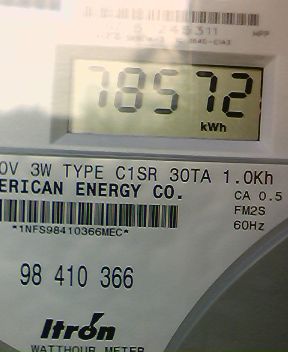 78572
kWh
0V 3W TYPE C1SR 30TA 1.0Kh
ERICAN ENERGY CO.
CA 0.5
FM2S
60Hz
*1NFS98410366MEC*
98 410 366
Itron
WATTHOUR METER